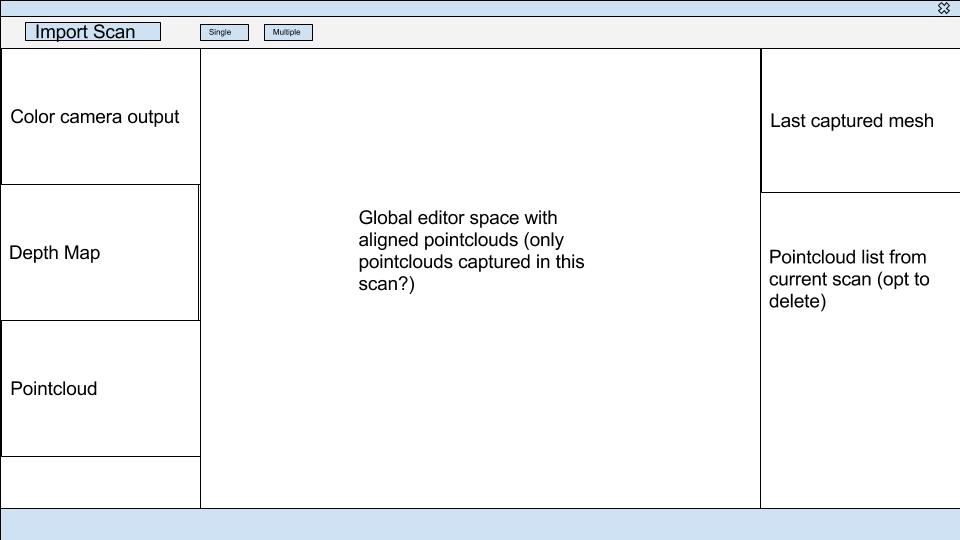 Import Scan
Single
Multiple
Color camera output
Last captured mesh
Global editor space with
aligned pointclouds (only
pointclouds captured in this
scan?)
Depth Map
Pointcloud list from
current scan (opt to
delete)
Pointcloud